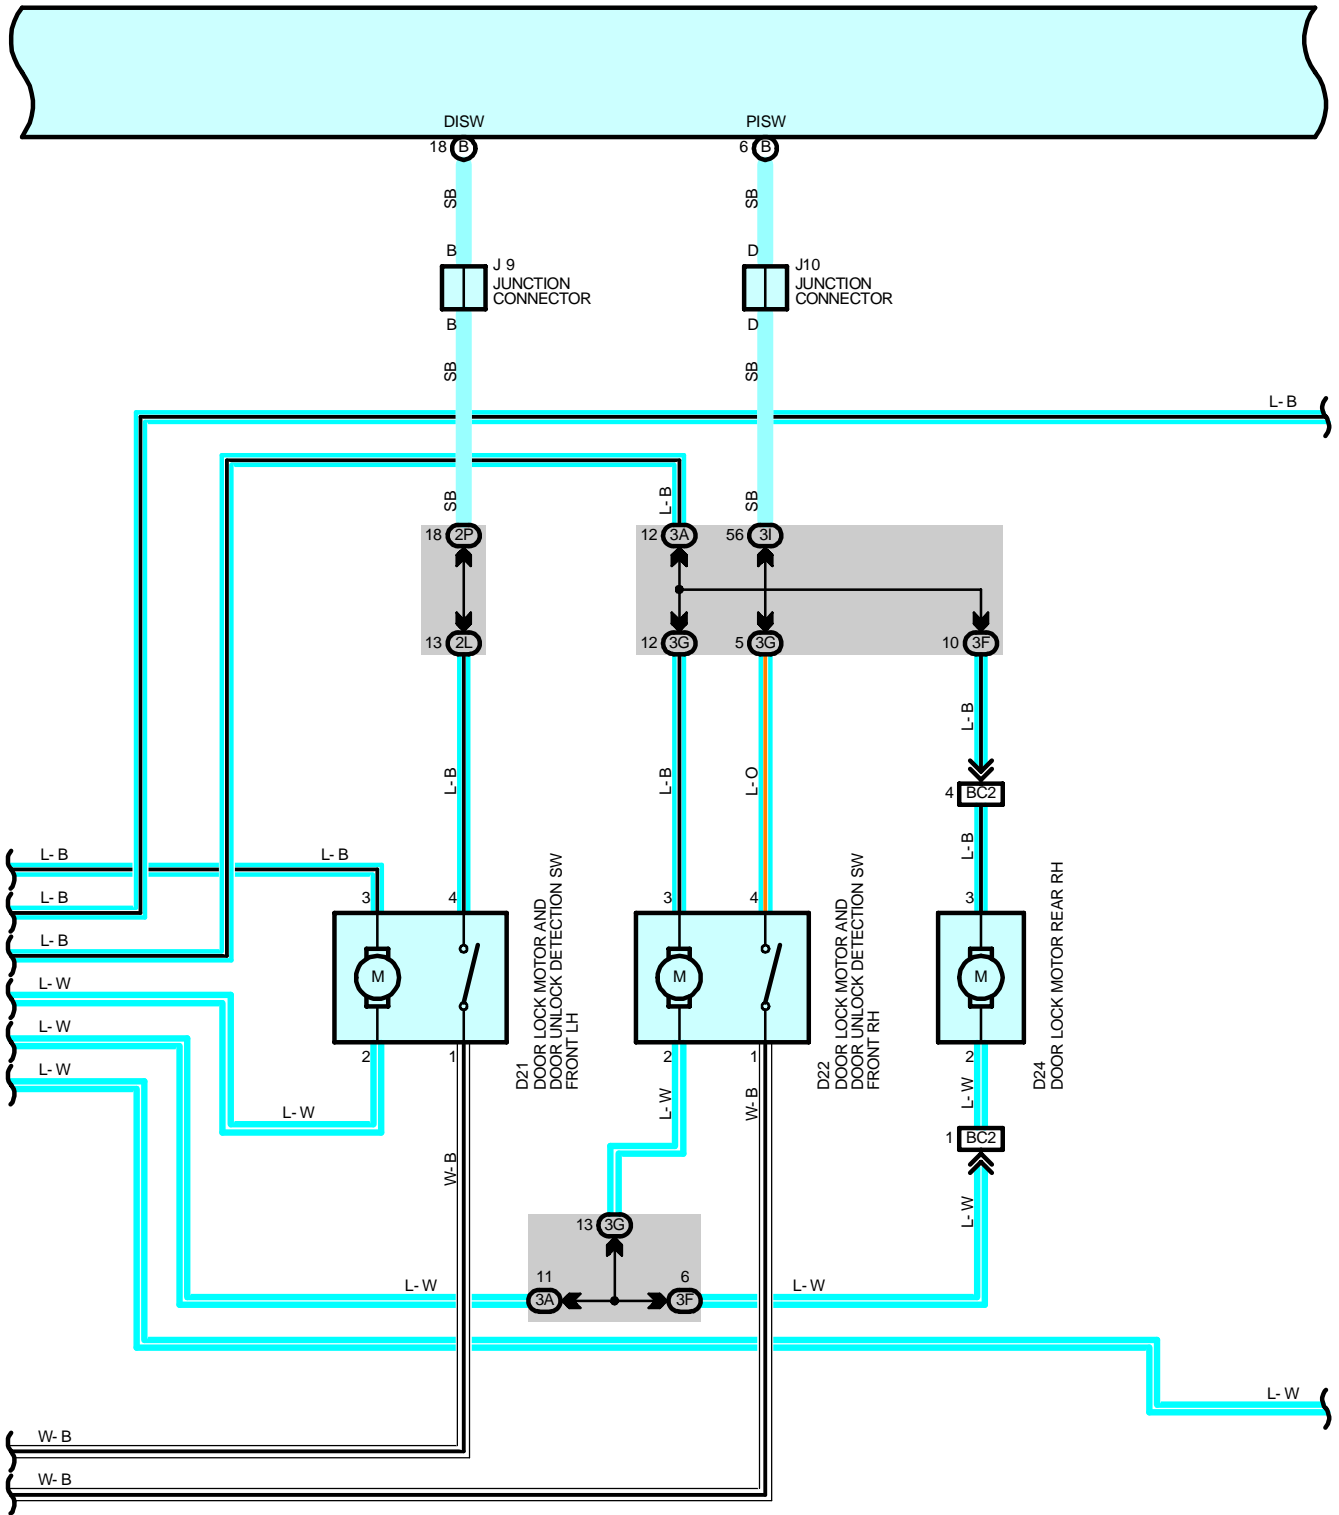 DISW
PISW
18 B
6 B
SB
SB
B
D
J 9
JUNCTION
CONNECTOR
J10
JUNCTION
CONNECTOR
B
D
SB
SB
L-B
SB
L-B
SB
18 2P
12 3A
56 3I
13 2L
12 3G
5 3G
10 3F
L-B
L-B
L-B
L-O
4 BC2
L-B
L-B
L-B
L-B
L-B
3
4
3
4
3
M
M
M
L-W
L-W
L-W
2
1
2
1
2
D21
DOOR LOCK MOTOR AND
DOOR UNLOCK DETECTION SW
FRONT LH
D22
DOOR LOCK MOTOR AND
DOOR UNLOCK DETECTION SW
FRONT RH
D24
DOOR LOCK MOTOR REAR RH
L-W
L-W
W-B
L-W
1 BC2
W-B
L-W
13 3G
11
3A
6
3F
L-W
L-W
L-W
W-B
W-B